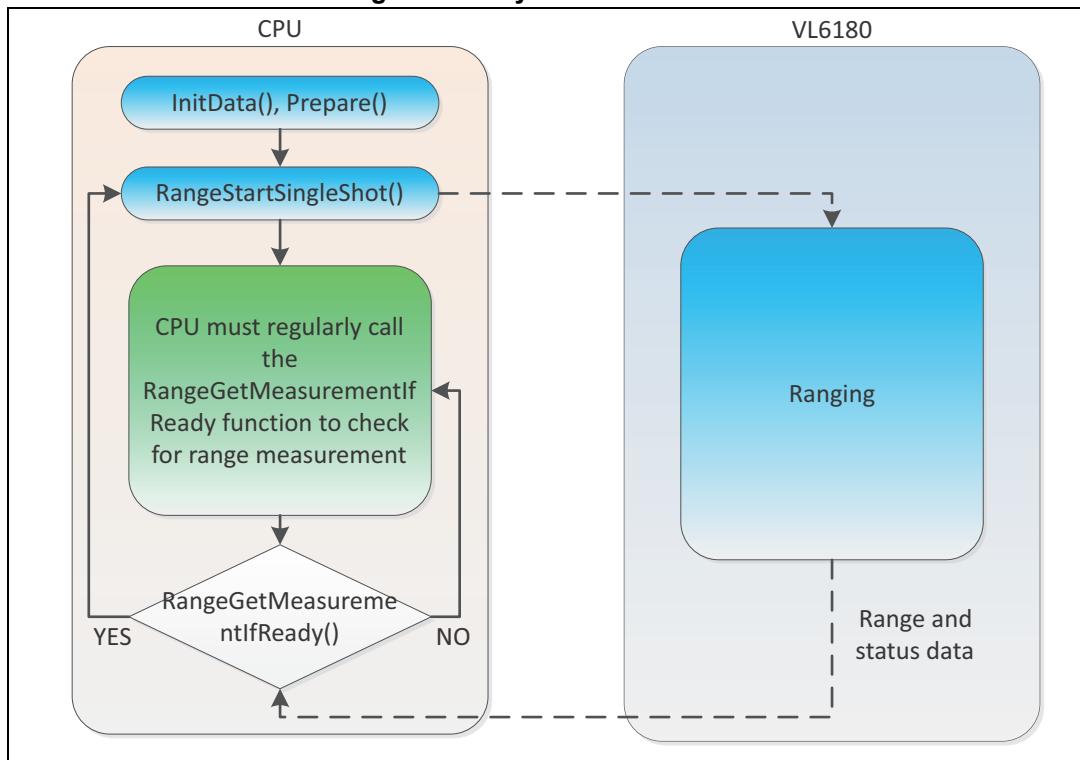 CPU
VL6180
InitData(), Prepare()
RangeStartSingleShot()
CPU must regularly call
the
RangeGetMeasurementIf
Ready function to check
for range measurement
Ranging
RangeGetMeasureme
ntIfReady()
YES
NO
Range and
status data